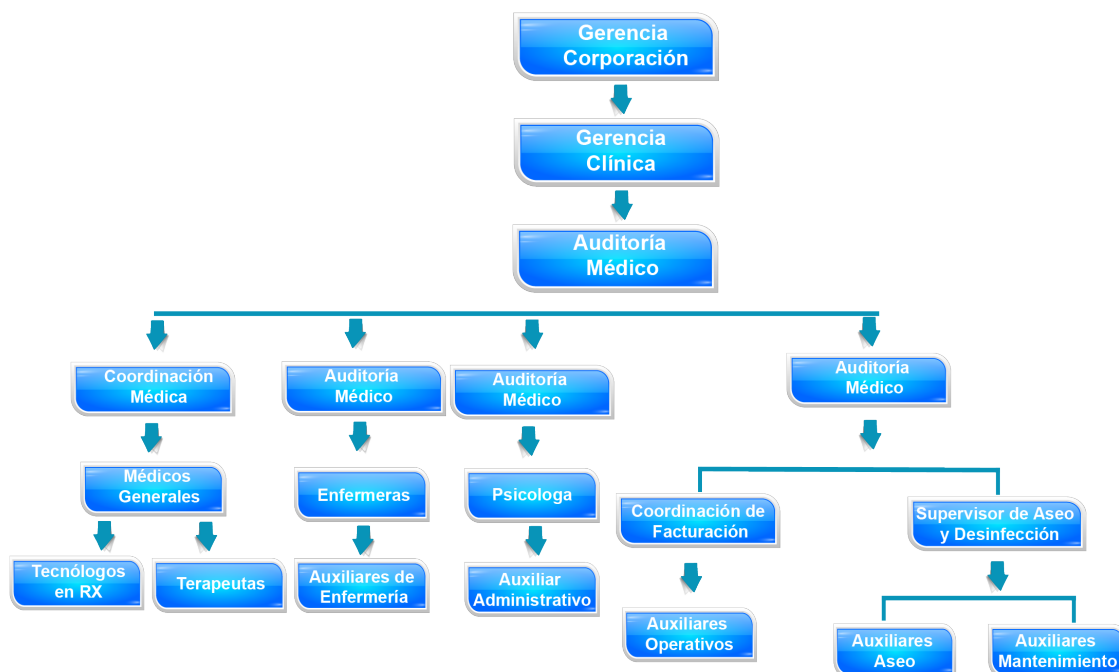 Gerencia
Corporación
Gerencia
Clínica
Auditoría
Médico
Coordinación
Médica
Auditoría
Médico
Auditoría
Médico
Auditoría
Médico
Médicos
Generales
Enfermeras
Psicologa
Coordinación de
Facturación
Supervisor de Aseo
y Desinfección
Tecnólogos
en RX
Terapeutas
Auxiliares de
Enfermería
Auxiliar
Administrativo
Auxiliares
Operativos
Auxiliares
Aseo
Auxiliares
Mantenimiento